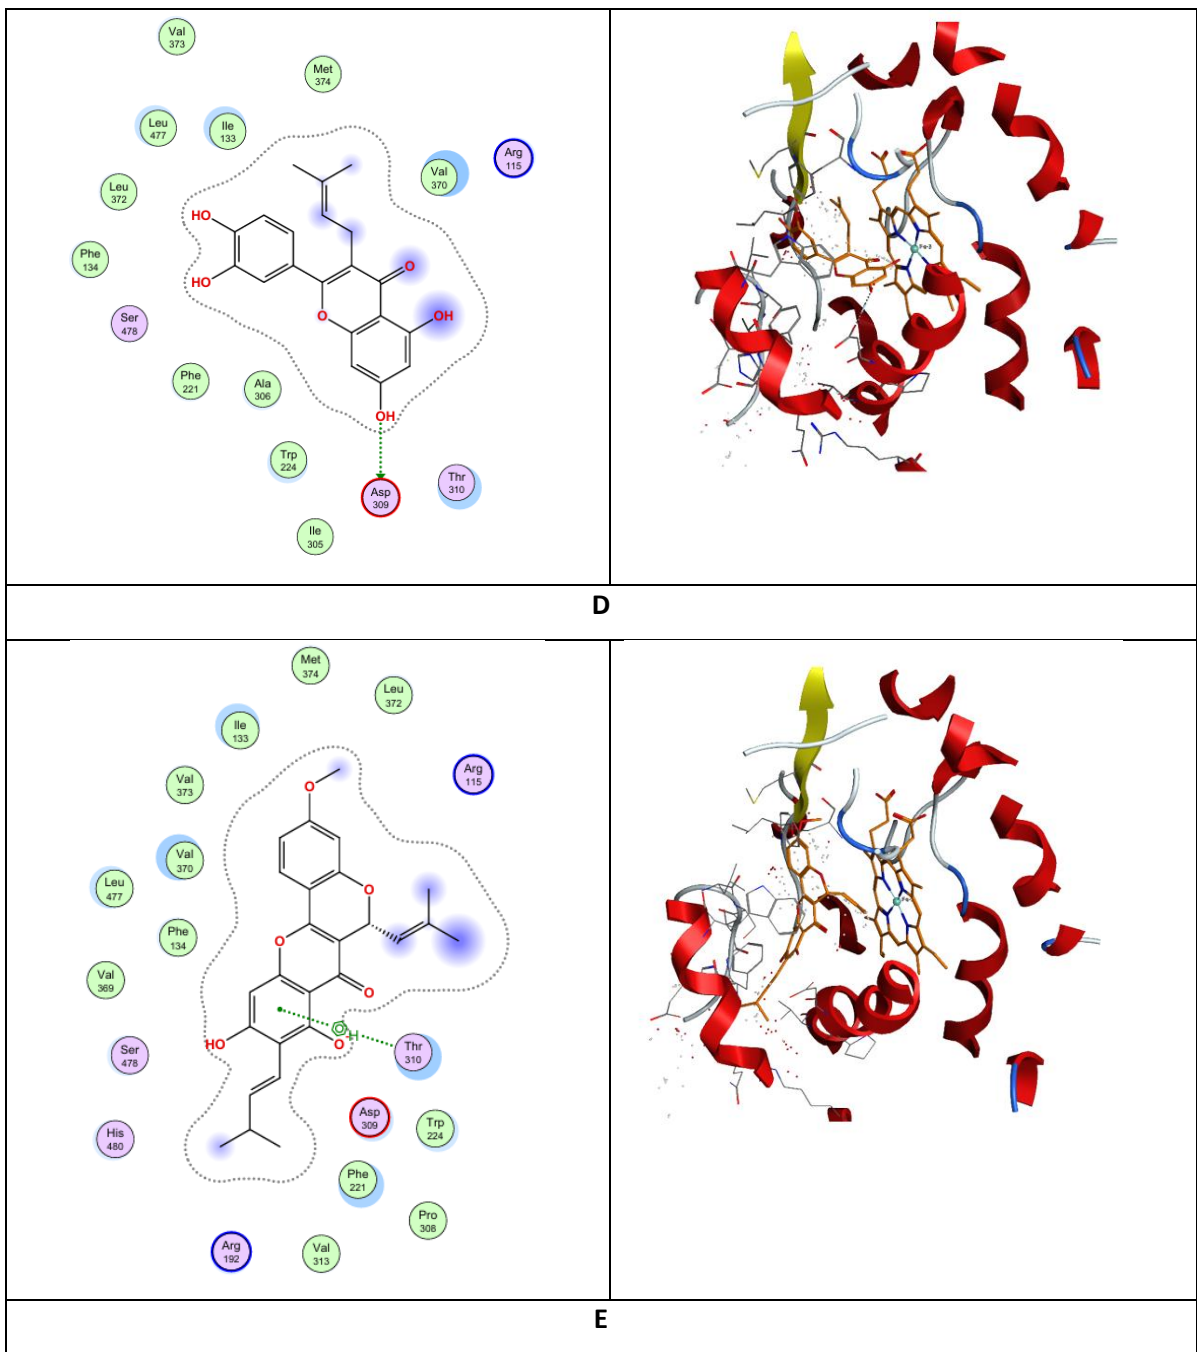 Val
373
Met
374
Leu
477
Ile
133
Arg
115
Val
370
Leu
372
HO
Phe
134
O
HO
Ser
478
O
OH
Phe
221
Ala
306
OH
Trp
224
Asp
309
Thr
310
Ile
305
D
Met
374
Leu
372
Ile
133
Arg
115
Val
373
O
Val
370
Leu
477
O
Phe
134
O
Val
369
O
HO
O
H
Ser
478
Thr
310
Asp
309
Trp
224
His
480
Phe
221
Pro
308
Arg
192
Val
313
E